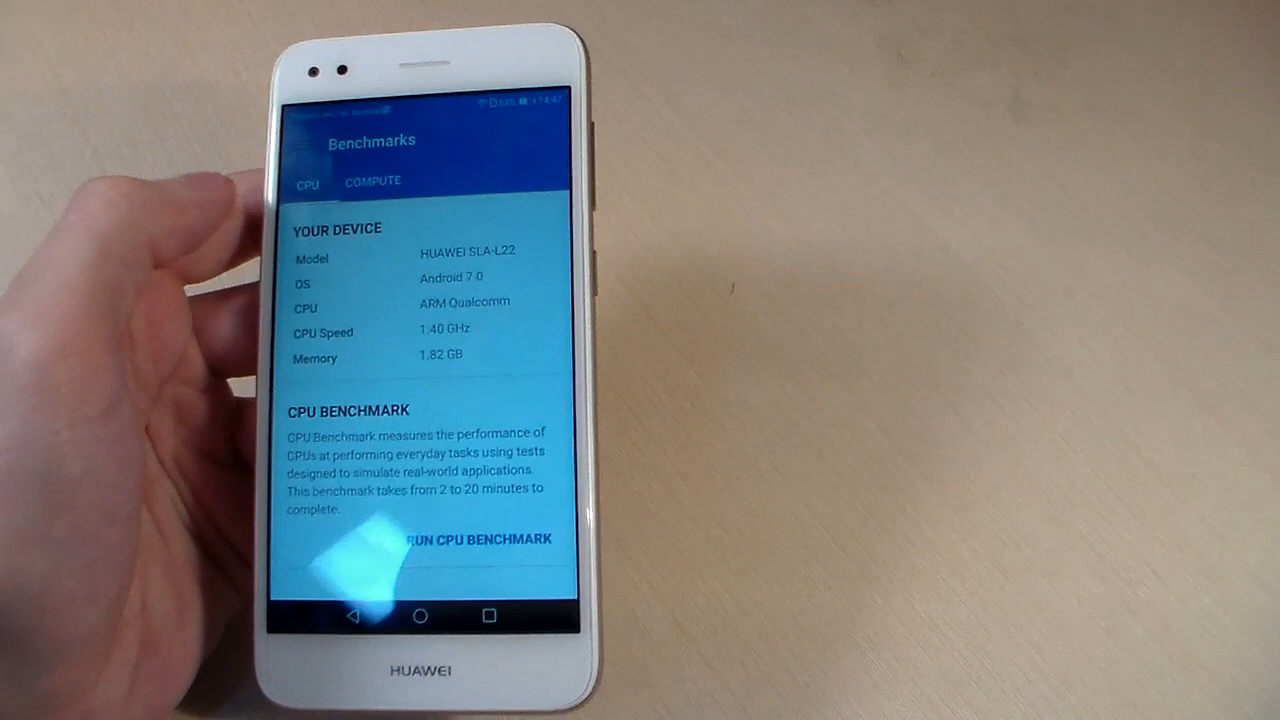 53% 14:47
Benchmarks
CPU COMPUTE
YOUR DEVICE
Model HUAWEI SLA-L22
OS Android 7.0
CPU ARM Qualcomm
CPU Speed 1.40 GHz
Memory 1.82 GB
CPU BENCHMARK
CPU Benchmark measures the performance of
CPUs at performing everyday tasks using tests
designed to simulate real-world applications.
This benchmark takes from 2 to 20 minutes to
complete.
RUN CPU BENCHMARK
HUAWEI